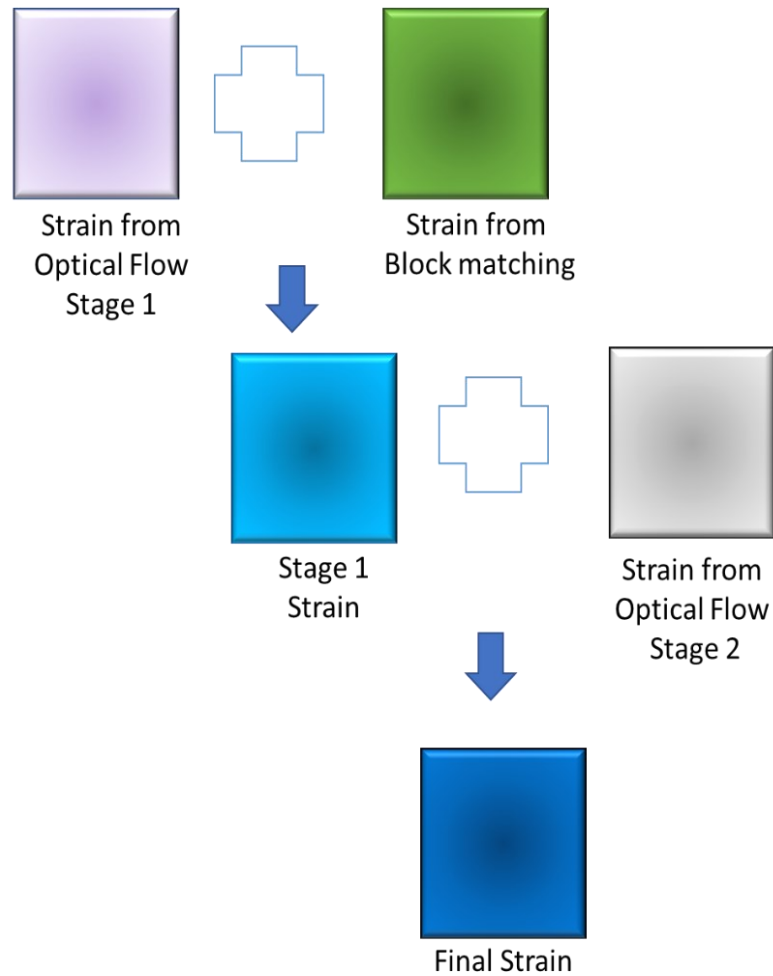 Strain from
Optical Flow
Stage 1
Strain from
Block matching
Stage 1
Strain
Strain from
Optical Flow
Stage 2
Final Strain